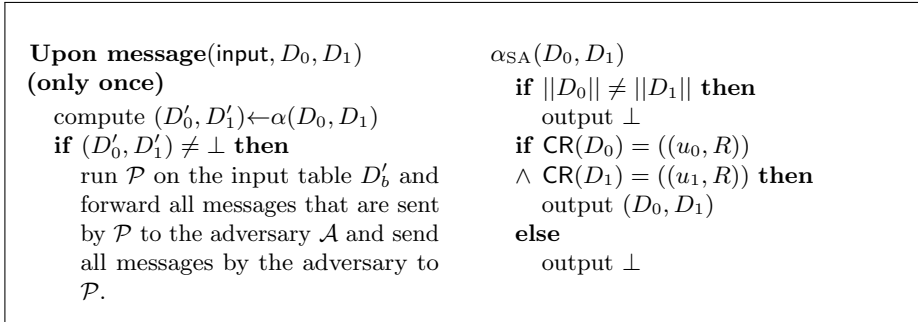 Upon message(input, D₀, D₁)
(only once)
compute (D′₀, D′₁)←α(D₀, D₁)
if (D′₀, D′₁) ≠ ⊥ then
run 𝒫 on the input table D′_b and
forward all messages that are sent
by 𝒫 to the adversary 𝒜 and send
all messages by the adversary to
𝒫.
α_SA(D₀, D₁)
if ||D₀|| ≠ ||D₁|| then
output ⊥
if CR(D₀) = ((u₀, R))
∧ CR(D₁) = ((u₁, R)) then
output (D₀, D₁)
else
output ⊥